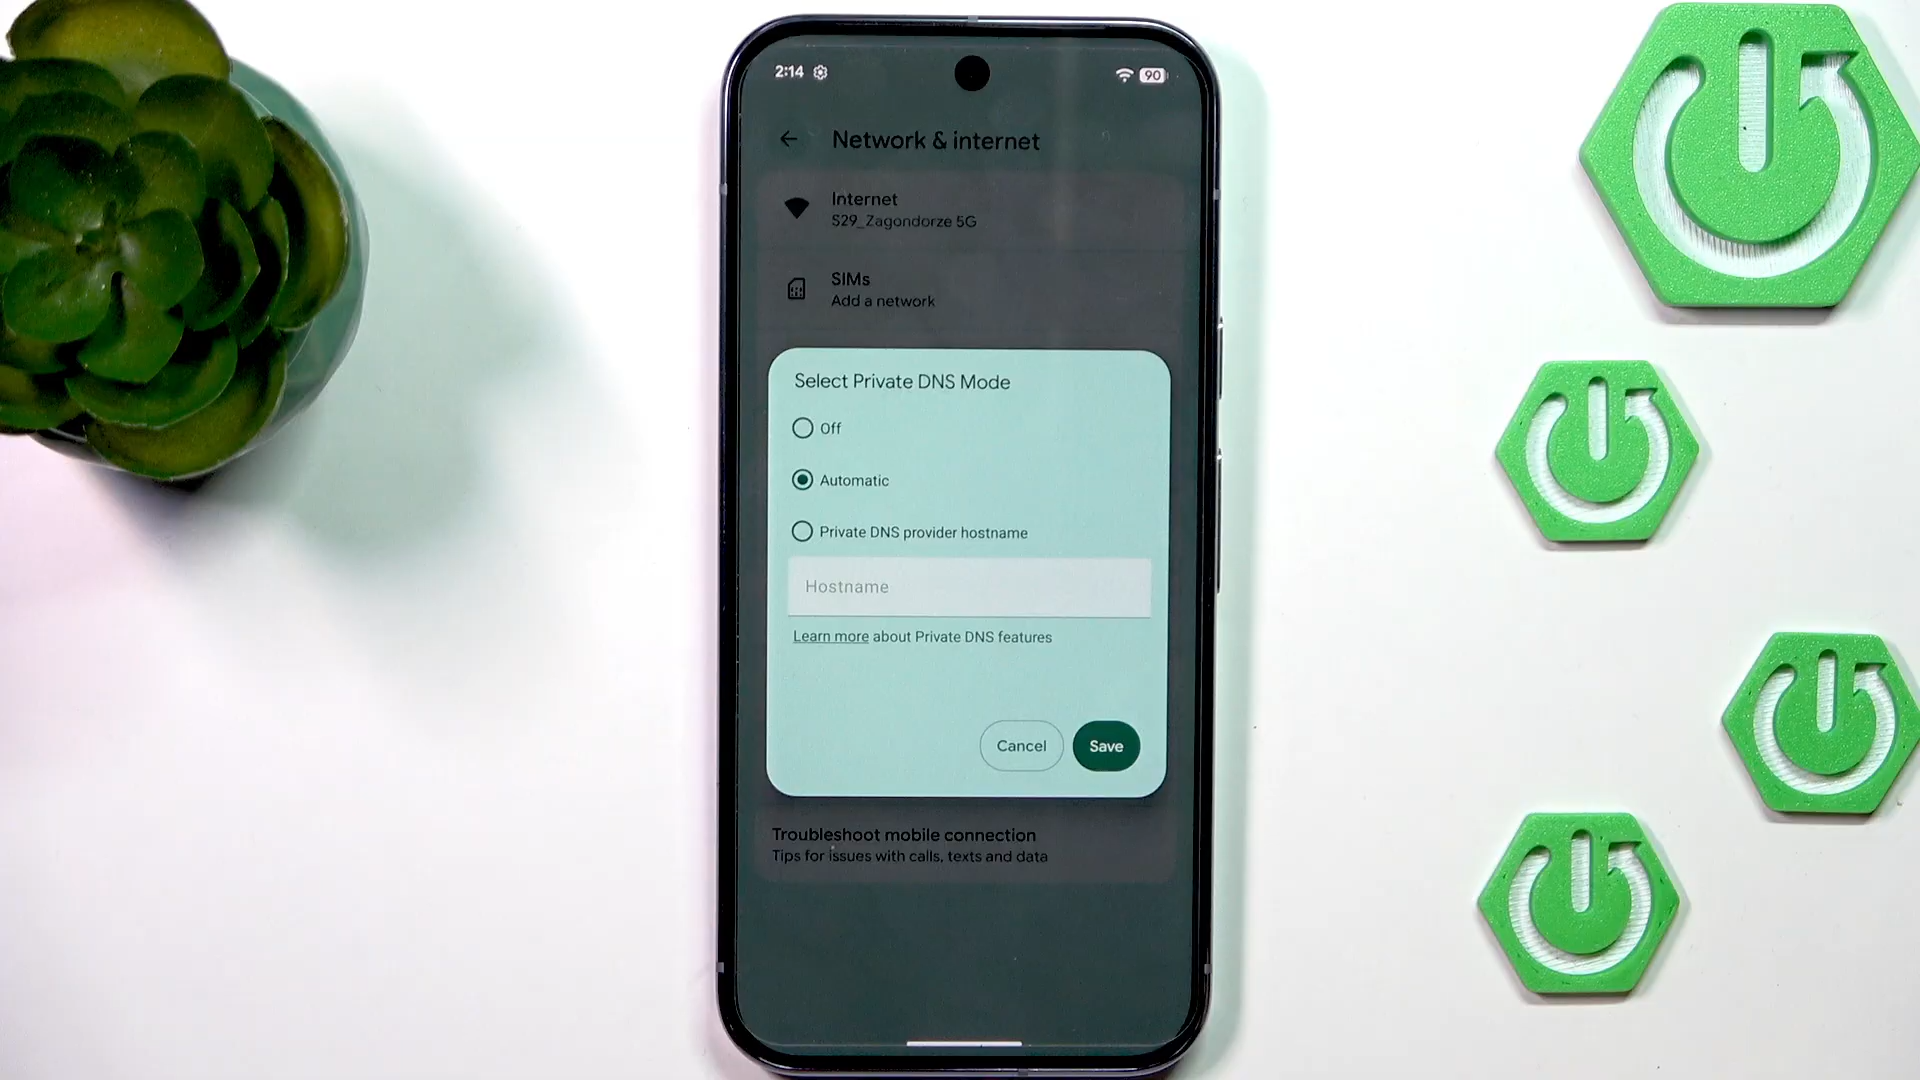 2:14
90
Network & internet
Internet
S29_Zagondorze 5G
SIMs
Add a network
Select Private DNS Mode
Off
Automatic
Private DNS provider hostname
Hostname
Learn more about Private DNS features
Cancel
Save
Troubleshoot mobile connection
Tips for issues with calls, texts and data